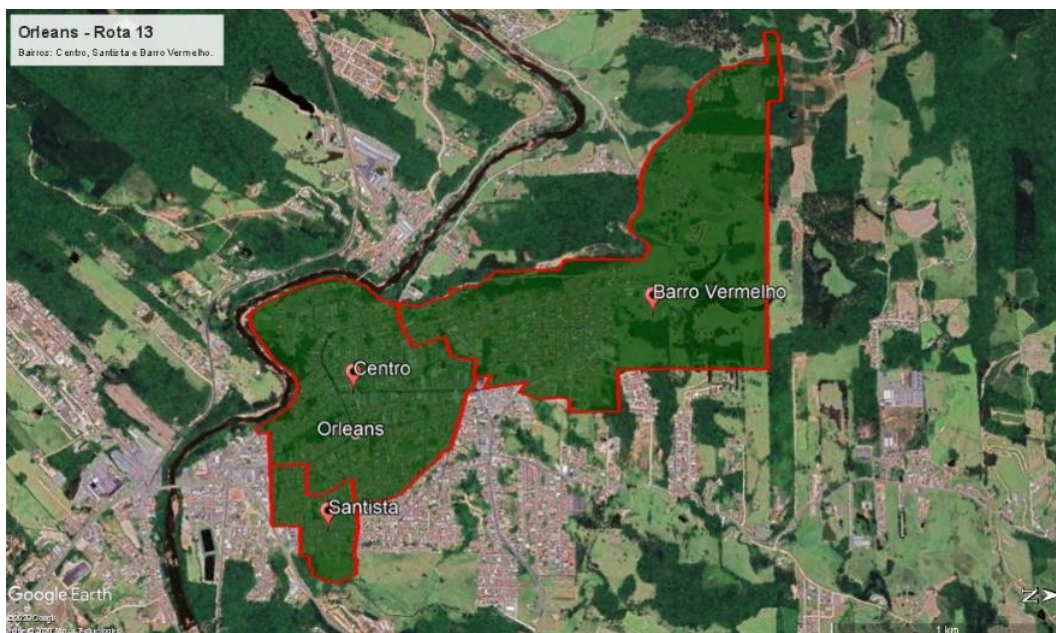 Orleans - Rota 13
Bairros: Centro, Santista e Barro Vermelho.
Barro Vermelho
Centro
Orleans
Santista
Google Earth
N
1 km